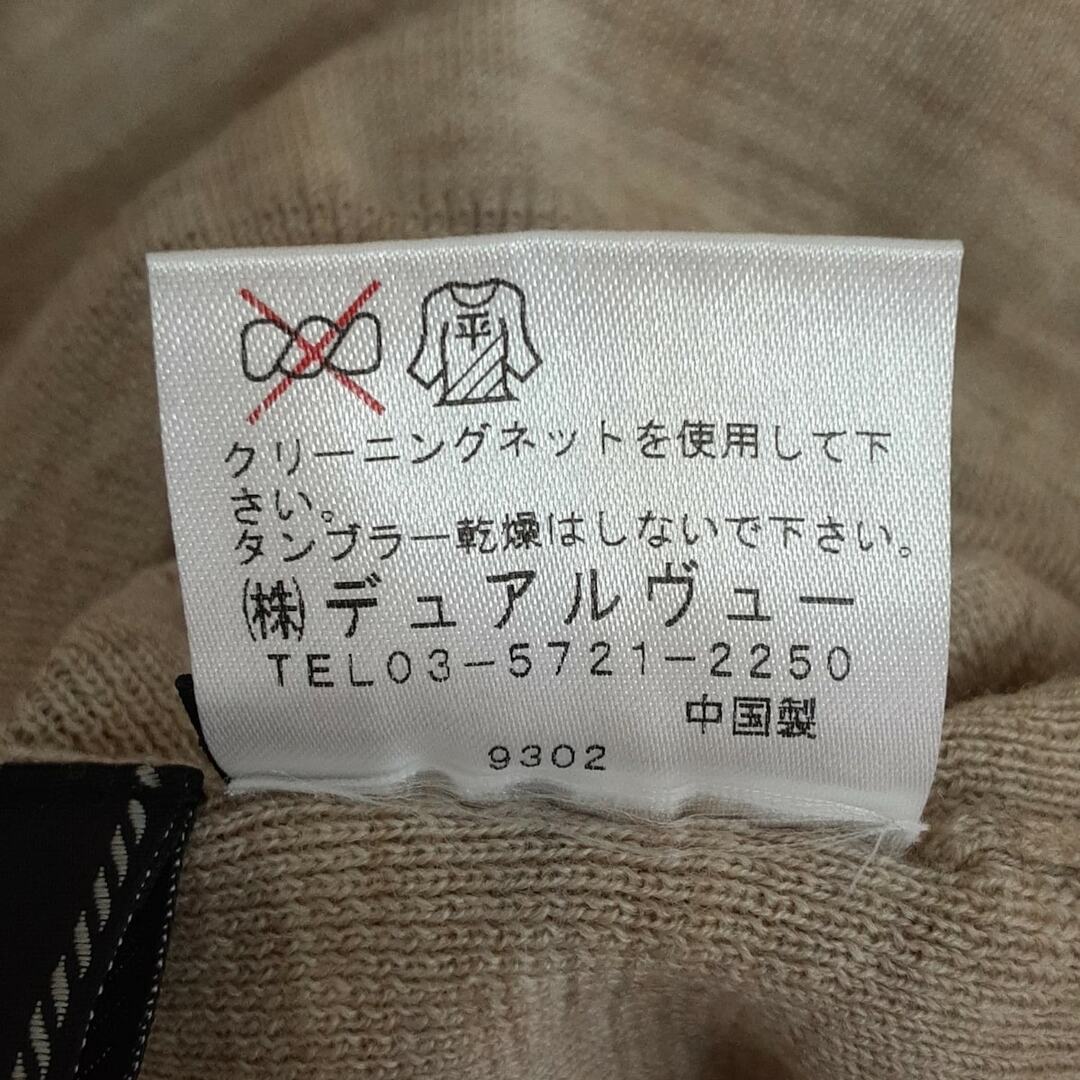 平
クリーニングネットを使用して下
さい。
タンブラー乾燥はしないで下さい。
㈱デュアルヴュー
TEL03-5721-2250
中国製
9302